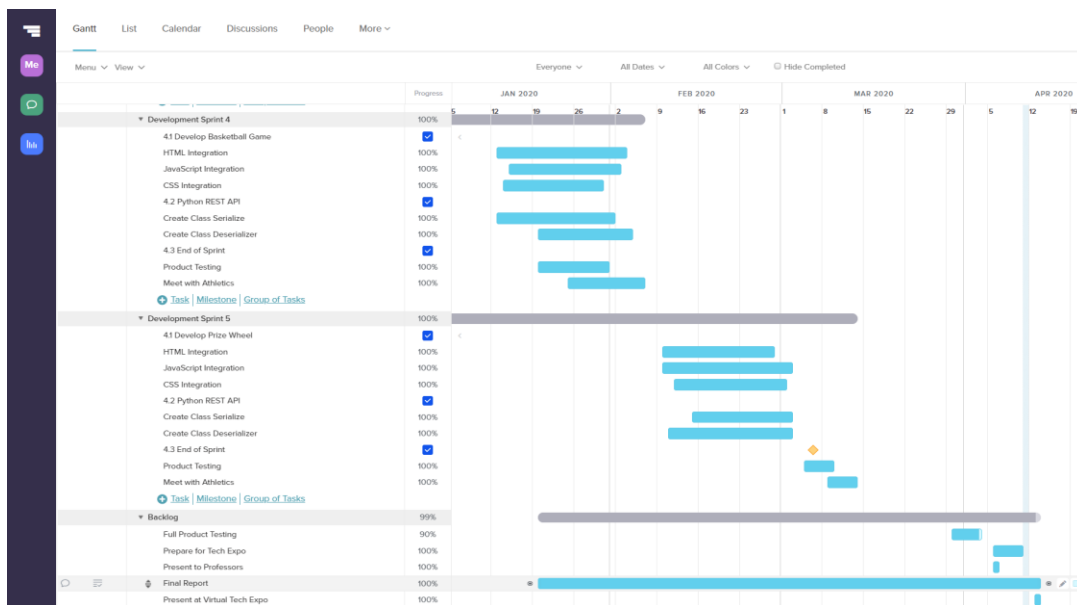 Gantt List Calendar Discussions People More
Me
Menu View Everyone All Dates All Colors Hide Completed
Progress JAN 2020 FEB 2020 MAR 2020 APR 2020
5 12 19 26 2 9 16 23 1 8 15 22 29 5 12 19
Development Sprint 4 100%
4.1 Develop Basketball Game
HTML Integration 100%
JavaScript Integration 100%
CSS Integration 100%
4.2 Python REST API
Create Class Serialize 100%
Create Class Deserializer 100%
4.3 End of Sprint
Product Testing 100%
Meet with Athletics 100%
Task | Milestone | Group of Tasks
Development Sprint 5 100%
4.1 Develop Prize Wheel
HTML Integration 100%
JavaScript Integration 100%
CSS Integration 100%
4.2 Python REST API
Create Class Serialize 100%
Create Class Deserializer 100%
4.3 End of Sprint
Product Testing 100%
Meet with Athletics 100%
Task | Milestone | Group of Tasks
Backlog 99%
Full Product Testing 90%
Prepare for Tech Expo 100%
Present to Professors 100%
Final Report 100%
Present at Virtual Tech Expo 100%